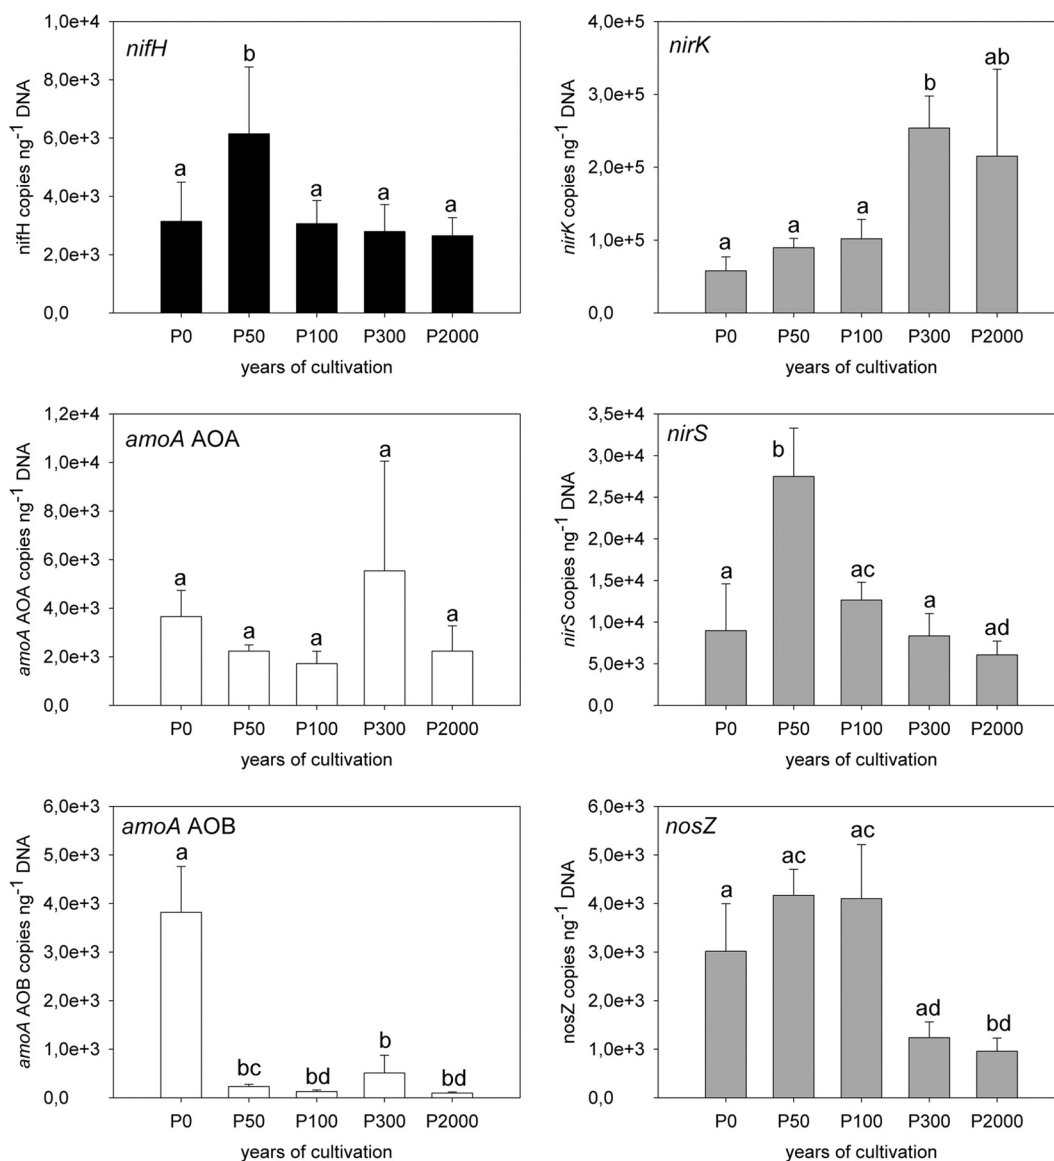 nifH
nifH copies ng-1 DNA
1,0e+4
8,0e+3
6,0e+3
4,0e+3
2,0e+3
0,0
a
b
a
a
a
P0 P50 P100 P300 P2000
years of cultivation
nirK
nirK copies ng-1 DNA
4,0e+5
3,0e+5
2,0e+5
1,0e+5
0,0
a
a
a
b
ab
P0 P50 P100 P300 P2000
years of cultivation
amoA AOA
amoA AOA copies ng-1 DNA
1,2e+4
1,0e+4
8,0e+3
6,0e+3
4,0e+3
2,0e+3
0,0
a
a
a
a
a
P0 P50 P100 P300 P2000
years of cultivation
nirS
nirS copies ng-1 DNA
3,5e+4
3,0e+4
2,5e+4
2,0e+4
1,5e+4
1,0e+4
5,0e+3
0,0
a
b
ac
a
ad
P0 P50 P100 P300 P2000
years of cultivation
amoA AOB
amoA AOB copies ng-1 DNA
6,0e+3
5,0e+3
4,0e+3
3,0e+3
2,0e+3
1,0e+3
0,0
a
bc
bd
b
bd
P0 P50 P100 P300 P2000
years of cultivation
nosZ
nosZ copies ng-1 DNA
6,0e+3
5,0e+3
4,0e+3
3,0e+3
2,0e+3
1,0e+3
0,0
a
ac
ac
ad
bd
P0 P50 P100 P300 P2000
years of cultivation